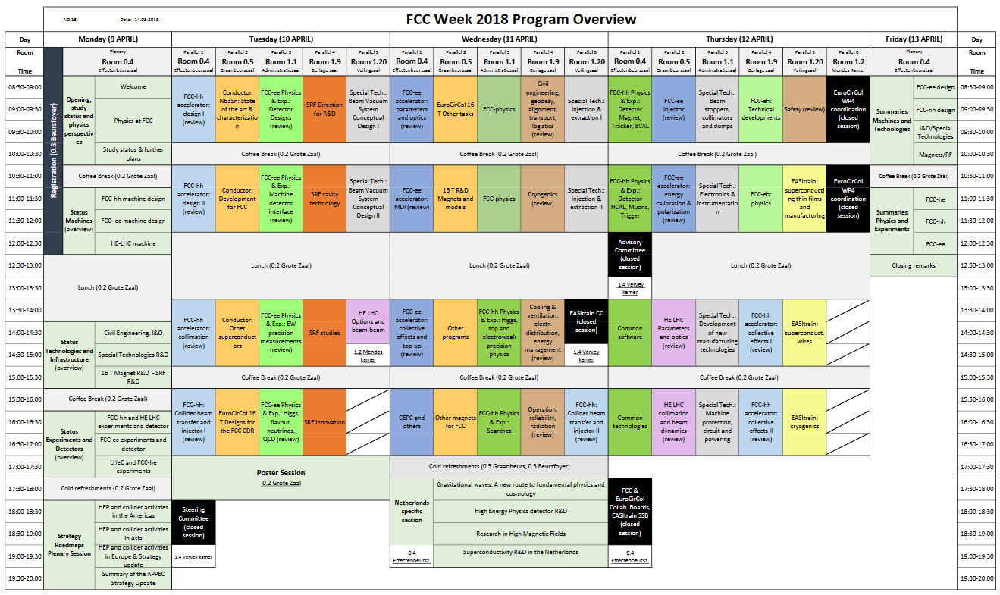 FCC Week 2018 Program Overview
V0.13 Date: 14.03.2018
Day Monday (9 APRIL) Tuesday (10 APRIL) Wednesday (11 APRIL) Thursday (12 APRIL) Friday (13 APRIL) Day
Room
Time
Plenary
Room 0.4
Effectenbeurszaal
Parallel 1
Room 0.4
Effectenbeurszaal
Parallel 2
Room 0.5
Graanbeurszaal
Parallel 3
Room 1.1
Administratiezaal
Parallel 4
Room 1.9
Berlage zaal
Parallel 5
Room 1.20
Veilingzaal
Parallel 1
Room 0.4
Effectenbeurszaal
Parallel 2
Room 0.5
Graanbeurszaal
Parallel 3
Room 1.1
Administratiezaal
Parallel 4
Room 1.9
Berlage zaal
Parallel 5
Room 1.20
Veilingzaal
Parallel 1
Room 0.4
Effectenbeurszaal
Parallel 2
Room 0.5
Graanbeurszaal
Parallel 3
Room 1.1
Administratiezaal
Parallel 4
Room 1.9
Berlage zaal
Parallel 5
Room 1.20
Veilingzaal
Parallel 6
Room 1.2
Mendes Kamer
Plenary
Room 0.4
Effectenbeurszaal
Room
Time
08:30-09:00
09:00-09:30
09:30-10:00
10:00-10:30
10:30-11:00
11:00-11:30
11:30-12:00
12:00-12:30
12:30-13:00
13:00-13:30
13:30-14:00
14:00-14:30
14:30-15:00
15:00-15:30
15:30-16:00
16:00-16:30
16:30-17:00
17:00-17:30
17:30-18:00
18:00-18:30
18:30-19:00
19:00-19:30
19:30-20:00
Registration (0.3 Beursfoyer)
Opening,
study
status and
physics
perspectiv
es
Welcome
Physics at FCC
Study status & further
plans
Coffee Break (0.2 Grote Zaal)
Status
Machines
(overview)
FCC-hh machine design
FCC- ee machine design
HE-LHC machine
Lunch (0.2 Grote Zaal)
Status
Technologies and
Infrastructure
(overview)
Civil Engineering, I&O
Special Technologies R&D
16 T Magnet R&D - SRF
R&D
Coffee Break (0.2 Grote Zaal)
Status
Experiments and
Detectors
(overview)
FCC-hh and HE LHC
experiments and detector
FCC-ee experiments and
detector
LHeC and FCC-he
experiments
Cold refreshments (0.2 Grote Zaal)
Strategy
Roadmaps
Plenary Session
HEP and collider activities
in the Americas
HEP and collider activities
in Asia
HEP and collider activities
in Europe & Strategy
update
Summary of the APPEC
Strategy Update
FCC-hh
accelerator:
design I
(review)
Conductor
Nb3Sn: State
of the art &
characterizatio
n
FCC-ee Physics
& Exp.:
Detector
Designs
(review)
SRF Direction
for R&D
Special Tech.:
Beam Vacuum
System
Conceptual
Design I
Coffee Break (0.2 Grote Zaal)
FCC-hh
accelerator:
design II
(review)
Conductor:
Development
for FCC
FCC-ee Physics
& Exp.:
Machine
detector
interface
(review)
SRF cavity
technology
Special Tech.:
Beam Vacuum
System
Conceptual
Design II
Lunch (0.2 Grote Zaal)
FCC-hh
accelerator:
collimation
(review)
Conductor:
Other
superconduct
ors
FCC-ee Physics
& Exp.: EW
precision
measurements
(review)
SRF studies
HE LHC
Options and
beam-beam
1.2 Mendes
kamer
Coffee Break (0.2 Grote Zaal)
FCC-hh:
Collider beam
transfer and
injector I
(review)
EuroCirCol 16
T Designs for
the FCC CDR
FCC-ee Physics
& Exp.: Higgs,
flavour,
neutrinos,
QCD (review)
SRF Innovation
Poster Session
0.2 Grote Zaal
Steering
Committee
(closed
session)
1.4 Vervey kamer
FCC-ee
accelerator:
parameters
and optics
(review)
EuroCirCol 16
T Other tasks
FCC-physics
Civil
engineering,
geodesy,
alignment,
transport,
logistics
(review)
Special Tech.:
Injection &
extraction I
Coffee Break (0.2 Grote Zaal)
FCC-ee
accelerator:
MDI (review)
16 T R&D
Magnets and
models
FCC-physics
Cryogenics
(review)
Special Tech.:
Injection &
extraction II
Lunch (0.2 Grote Zaal)
FCC-ee
accelerator:
collective
effects and
top-up
(review)
Other
programs
FCC-hh Physics
& Exp.: Higgs,
top and
electroweak
precision
physics
Cooling &
ventilation,
electr.
distribution,
energy
management
(review)
EASItrain CC
(closed
session)
1.4 Vervey
kamer
Coffee Break (0.2 Grote Zaal)
CEPC and
others
Other magnets
for FCC
FCC-hh Physics
& Exp.:
Searches
Operation,
reliability,
radiation
(review)
FCC-hh:
Collider beam
transfer and
injector II
(review)
Cold refreshments (0.5 Graanbeurs, 0.3 Beursfoyer)
Netherlands
specific
session
0.4
Effectenbeursz.
Gravitational waves: A new route to fundamental physics and
cosmology
High Energy Physics detector R&D
Research in High Magnetic Fields
Superconductivity R&D in the Netherlands
FCC-hh Physics
& Exp.:
Detector
Magnet,
Tracker, ECAL
FCC-ee
injector
(review)
Special Tech.:
Beam
stoppers,
collimators
and dumps
FCC-eh:
Technical
developments
Safety (review)
EuroCirCol
WP4
coordination
(closed
session)
Coffee Break (0.2 Grote Zaal)
FCC-hh Physics
& Exp.:
Detector
HCAL, Muons,
Trigger
FCC-ee
accelerator:
energy
calibration &
polarization
(review)
Special Tech.:
Electronics &
instrumentatio
n
FCC-eh:
physics
EASItrain:
superconducti
ng thin films
and
manufacturing
EuroCirCol
WP4
coordination
(closed
session)
Advisory
Committee
(closed
session)
1.4 Vervey
kamer
Lunch (0.2 Grote Zaal)
Common
software
HE LHC
Parameters
and optics
(review)
Special Tech.:
Development
of new
manufacturing
technologies
FCC-hh
accelerator:
collective
effects I
(review)
EASItrain:
superconduct.
wires
Coffee Break (0.2 Grote Zaal)
Common
technologies
HE LHC
collimation
and beam
dynamics
(review)
Special Tech.:
Machine
protection,
circuit and
powering
FCC-hh
accelerator:
collective
effects II
(review)
EASItrain:
cryogenics
FCC &
EuroCirCol
Collab. Boards,
EASItrain SSB
(closed
session)
0.4
Effectenbeursz.
Summaries
Machines and
Technologies
FCC-ee design
FCC-hh design
I&O/Special
Technologies
Magnets/RF
Coffee Break (0.2 Grote Zaal)
Summaries
Physics and
Experiments
FCC-he
FCC-hh
FCC-ee
Closing remarks
08:30-09:00
09:00-09:30
09:30-10:00
10:00-10:30
10:30-11:00
11:00-11:30
11:30-12:00
12:00-12:30
12:30-13:00
13:00-13:30
13:30-14:00
14:00-14:30
14:30-15:00
15:00-15:30
15:30-16:00
16:00-16:30
16:30-17:00
17:00-17:30
17:30-18:00
18:00-18:30
18:30-19:00
19:00-19:30
19:30-20:00